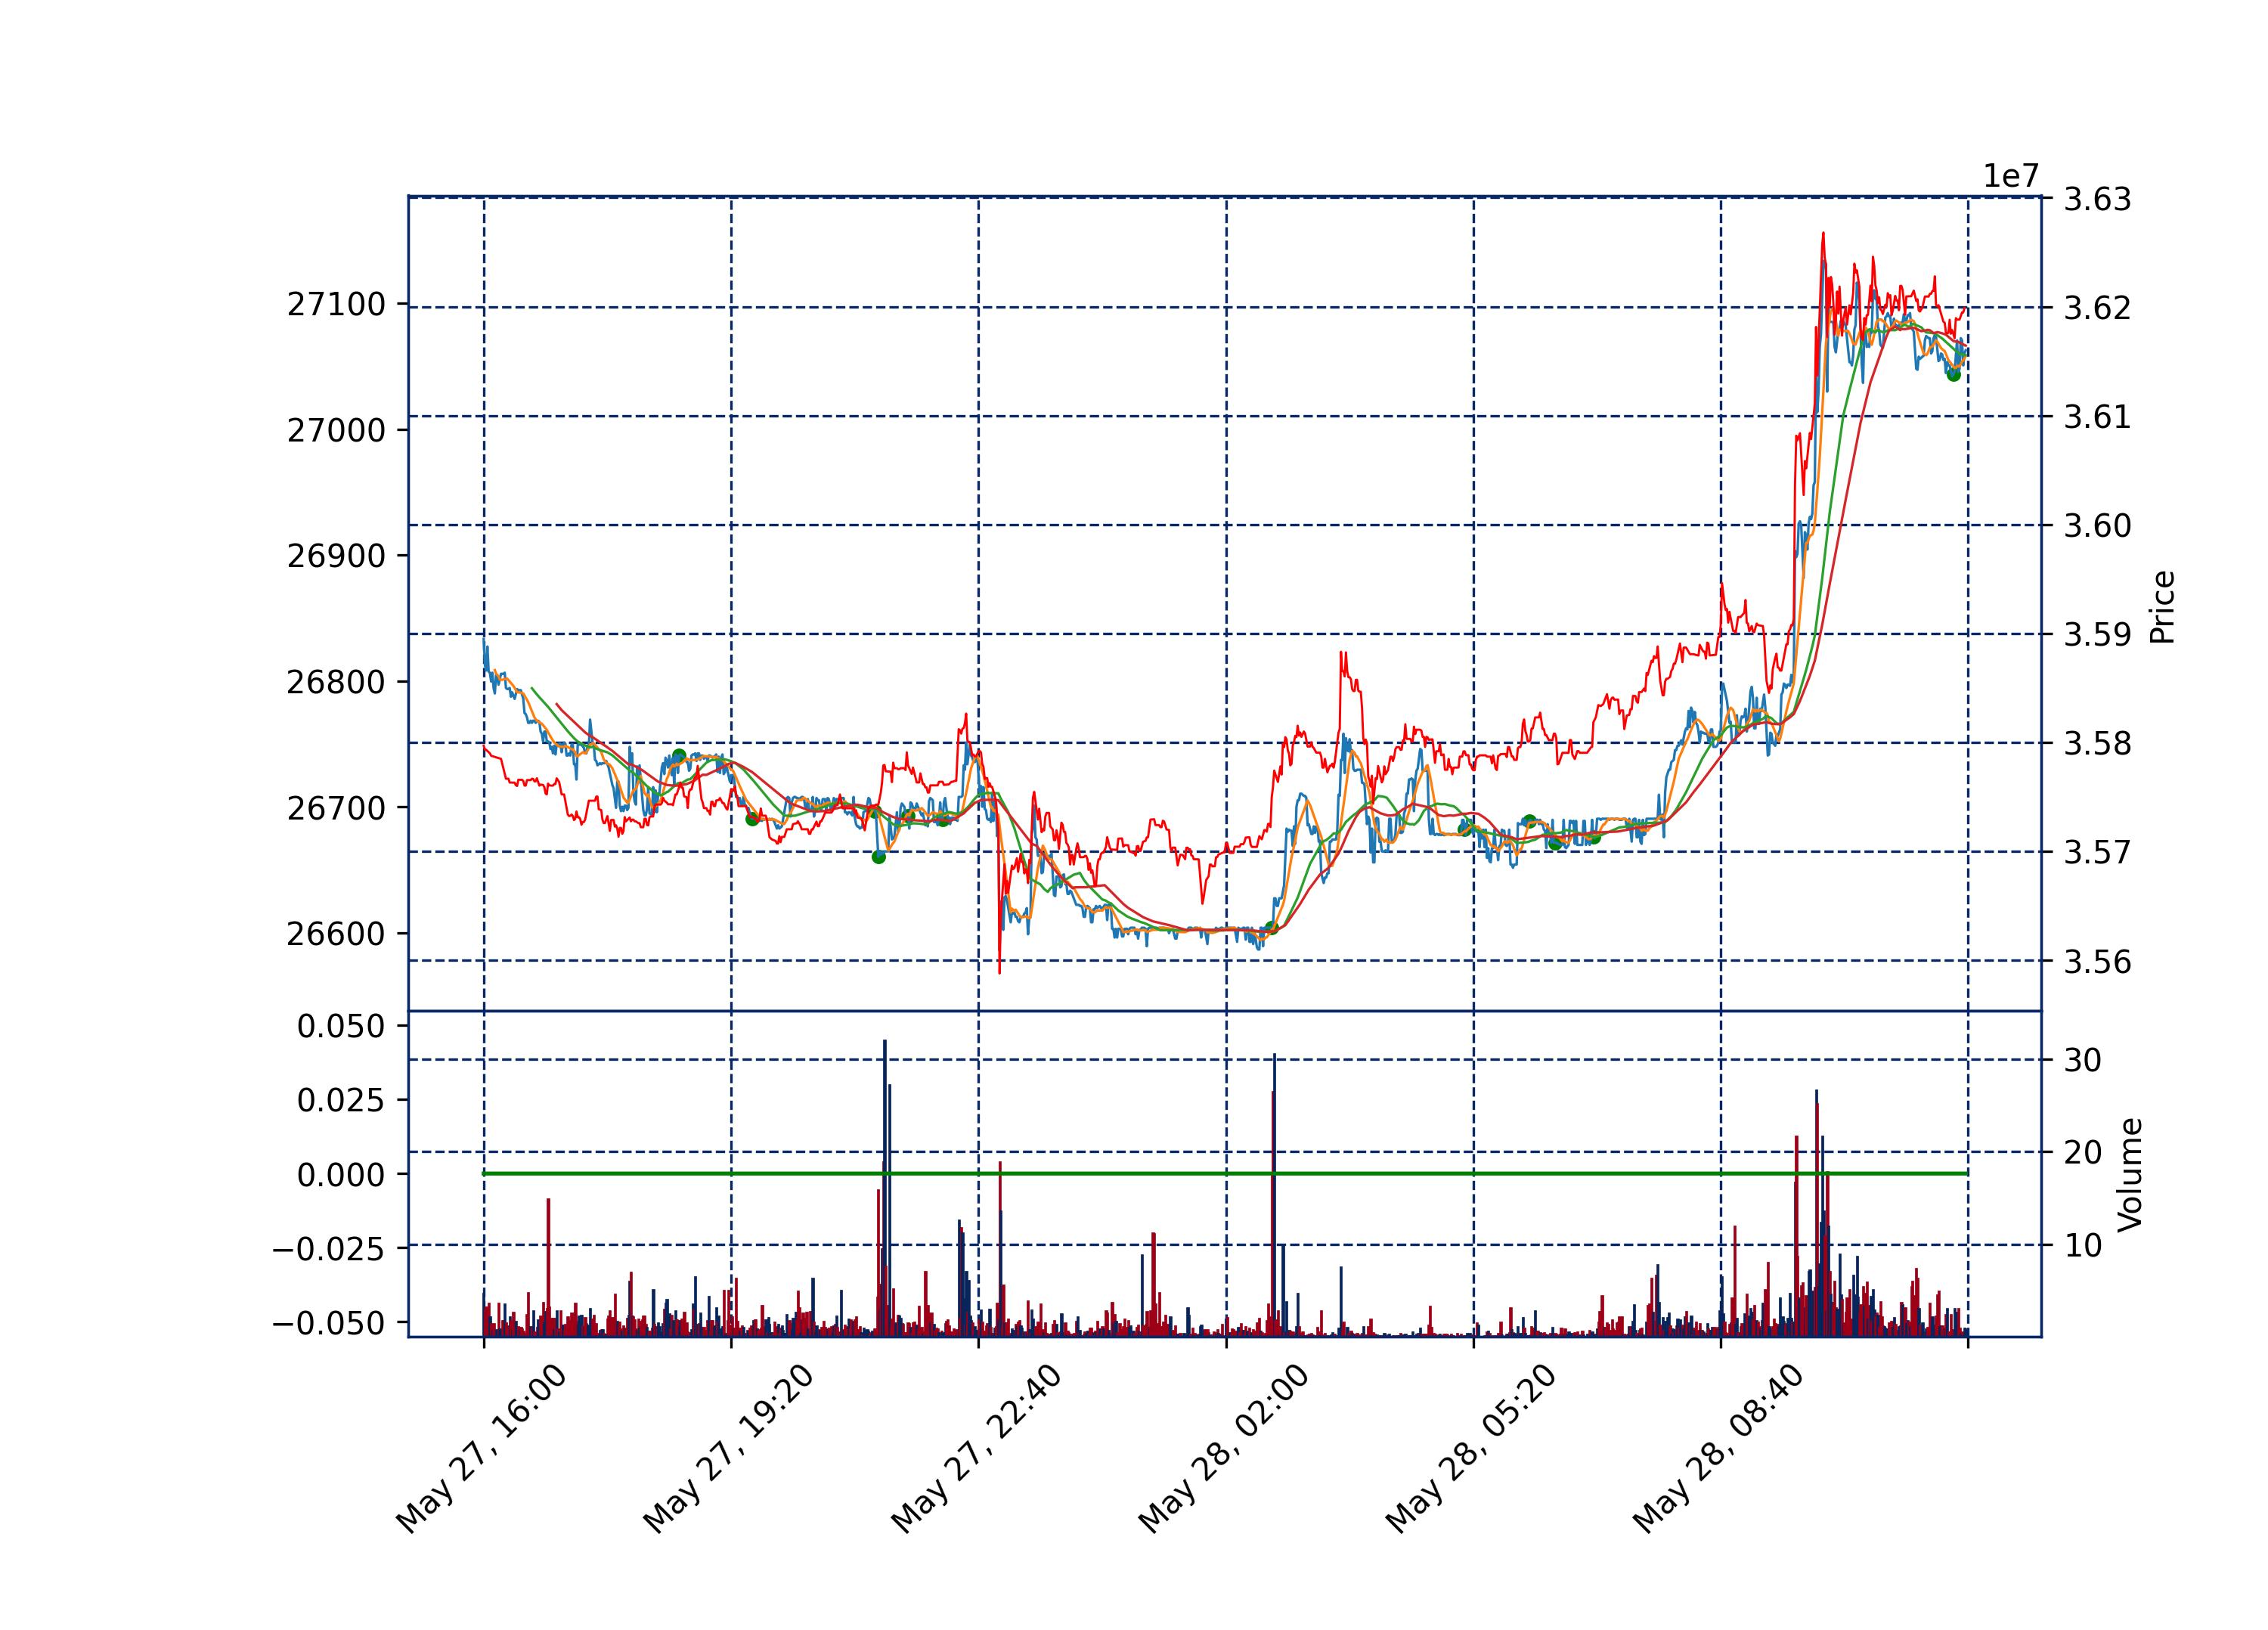 1e7
27100
27000
26900
26800
26700
26600
3.63
3.62
3.61
3.60
3.59
3.58
3.57
3.56
Price
0.050
0.025
0.000
−0.025
−0.050
30
20
10
Volume
May 27, 16:00
May 27, 19:20
May 27, 22:40
May 28, 02:00
May 28, 05:20
May 28, 08:40